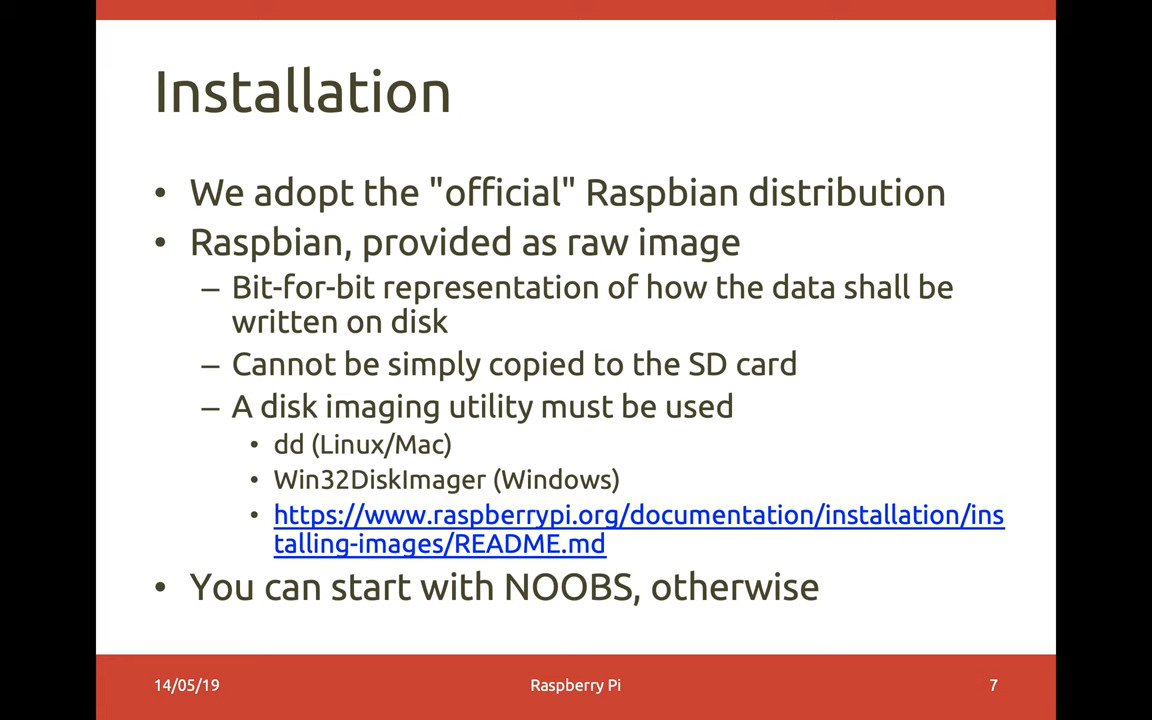 Installation
• We adopt the "official" Raspbian distribution
• Raspbian, provided as raw image
– Bit-for-bit representation of how the data shall be
written on disk
– Cannot be simply copied to the SD card
– A disk imaging utility must be used
• dd (Linux/Mac)
• Win32DiskImager (Windows)
• https://www.raspberrypi.org/documentation/installation/ins
talling-images/README.md
• You can start with NOOBS, otherwise
14/05/19 Raspberry Pi 7